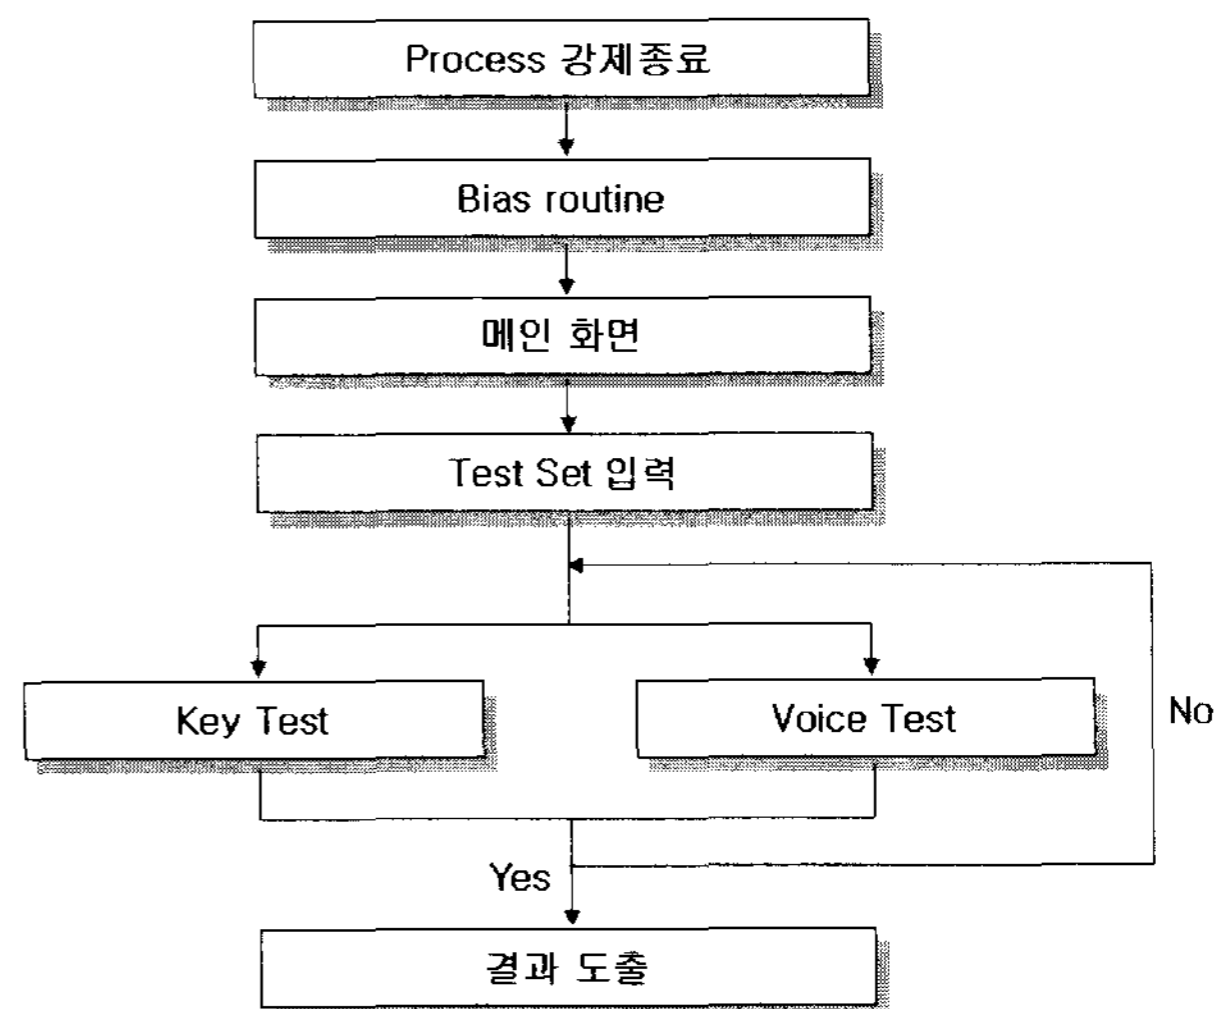 Process 강제종료
Bias routine
메인 화면
Test Set 입력
Key Test
Voice Test
No
Yes
결과 도출